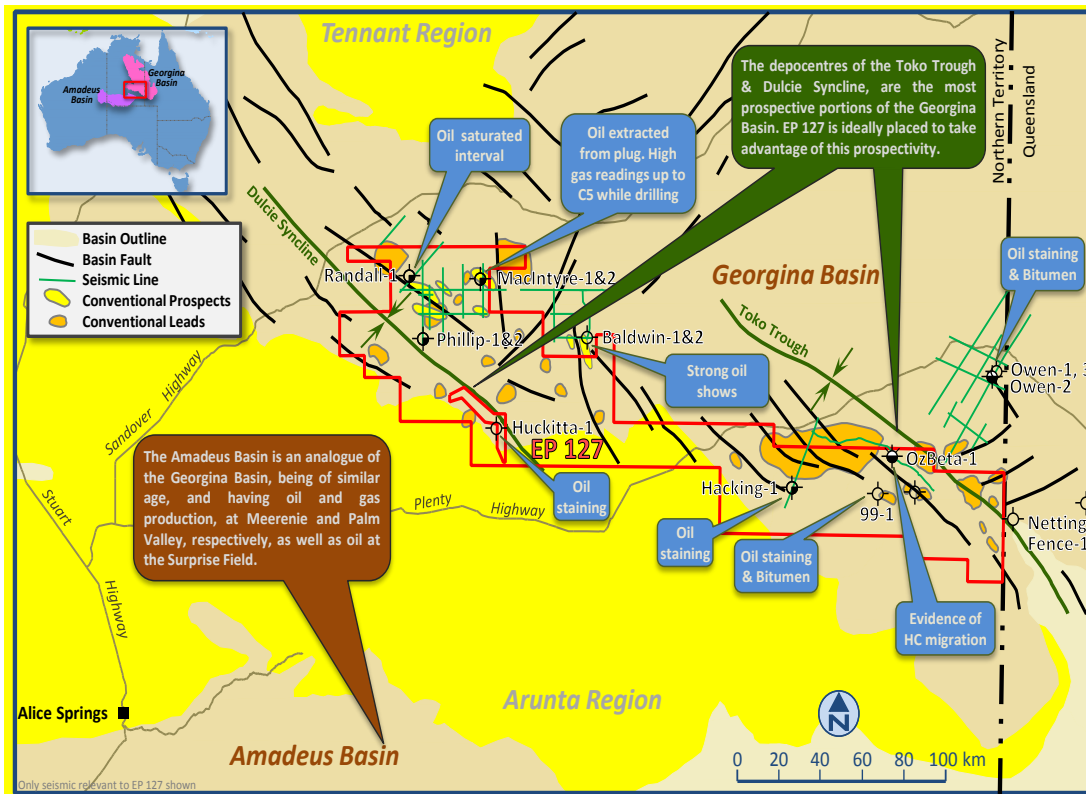 Tennant Region
Georgina
Basin
Amadeus
Basin
Basin Outline
Basin Fault
Seismic Line
Conventional Prospects
Conventional Leads
Oil saturated
interval
Oil extracted
from plug. High
gas readings up to
C5 while drilling
The depocentres of the Toko Trough
& Dulcie Syncline, are the most
prospective portions of the Georgina
Basin. EP 127 is ideally placed to take
advantage of this prospectivity.
Northern Territory
Queensland
Dulcie Syncline
Randall-1
MacIntyre-1&2
Georgina Basin
Oil staining
& Bitumen
Phillip-1&2
Baldwin-1&2
Toko Trough
Strong oil
shows
Owen-1, 3
Owen-2
Sandover Highway
Huckitta-1
EP 127
OzBeta-1
The Amadeus Basin is an analogue of
the Georgina Basin, being of similar
age, and having oil and gas
production, at Meerenie and Palm
Valley, respectively, as well as oil at
the Surprise Field.
Oil
staining
Plenty
Highway
Hacking-1
99-1
Netting
Fence-1
Stuart
Highway
Oil
staining
Oil staining
& Bitumen
Evidence of
HC migration
Arunta Region
Alice Springs
N
Amadeus Basin
0 20 40 60 80 100 km
Only seismic relevant to EP 127 shown